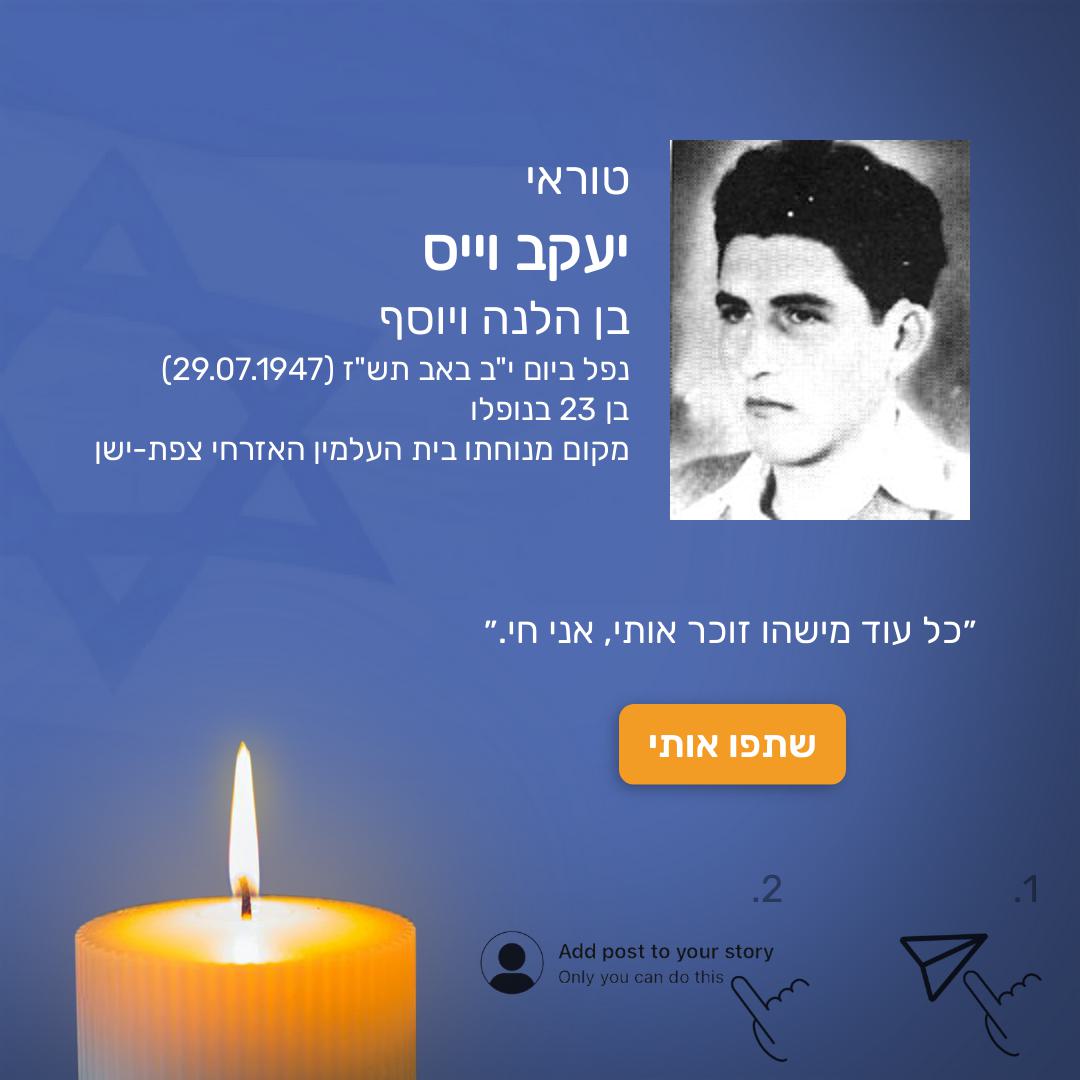 טוראי
יעקב וייס
בן הלנה ויוסף
נפל ביום י"ב באב תש"ז (29.07.1947)
בן 23 בנופלו
מקום מנוחתו בית העלמין האזרחי צפת-ישן
״כל עוד מישהו זוכר אותי, אני חי.״
שתפו אותי
1.
2.
Add post to your story
Only you can do this